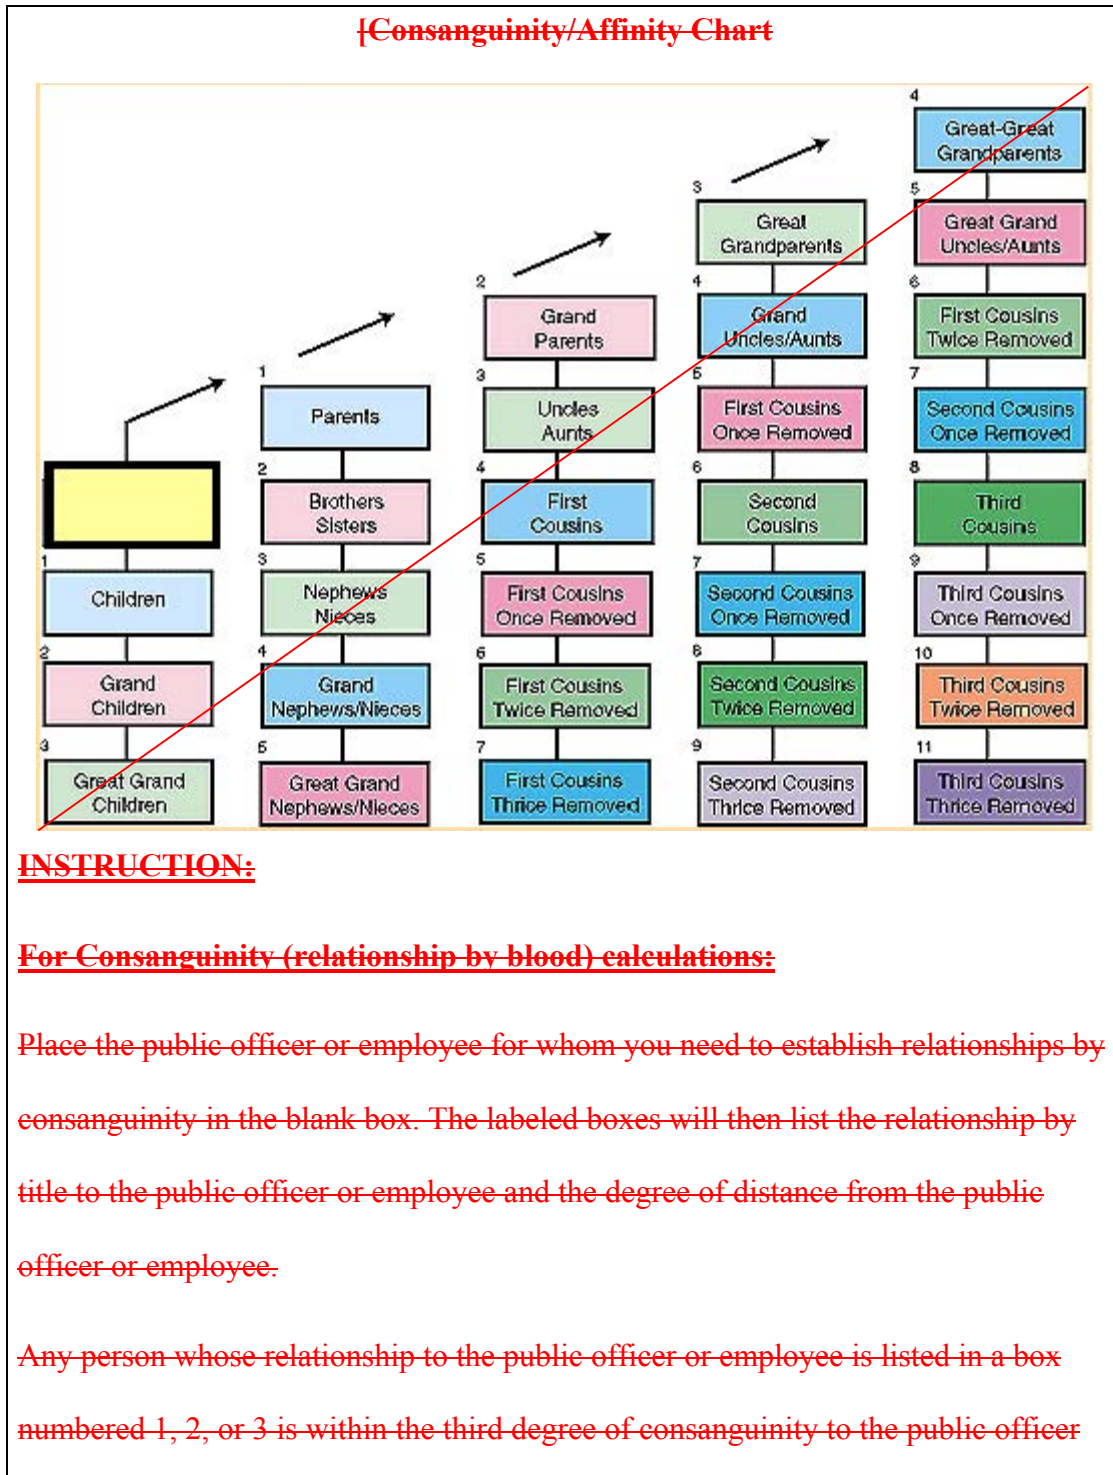 [Consanguinity/Affinity Chart
4
Great-Great
Grandparents
3
Great
Grandparents
5
Great Grand
Uncles/Aunts
2
Grand
Parents
4
Grand
Uncles/Aunts
6
First Cousins
Twice Removed
1
Parents
3
Uncles
Aunts
5
First Cousins
Once Removed
7
Second Cousins
Once Removed
2
Brothers
Sisters
4
First
Cousins
6
Second
Cousins
8
Third
Cousins
1
Children
3
Nephews
Nieces
5
First Cousins
Once Removed
7
Second Cousins
Once Removed
9
Third Cousins
Once Removed
2
Grand
Children
4
Grand
Nephews/Nieces
6
First Cousins
Twice Removed
8
Second Cousins
Twice Removed
10
Third Cousins
Twice Removed
3
Great Grand
Children
5
Great Grand
Nephews/Nieces
7
First Cousins
Thrice Removed
9
Second Cousins
Thrice Removed
11
Third Cousins
Thrice Removed
INSTRUCTION:
For Consanguinity (relationship by blood) calculations:
Place the public officer or employee for whom you need to establish relationships by
consanguinity in the blank box. The labeled boxes will then list the relationship by
title to the public officer or employee and the degree of distance from the public
officer or employee.
Any person whose relationship to the public officer or employee is listed in a box
numbered 1, 2, or 3 is within the third degree of consanguinity to the public officer